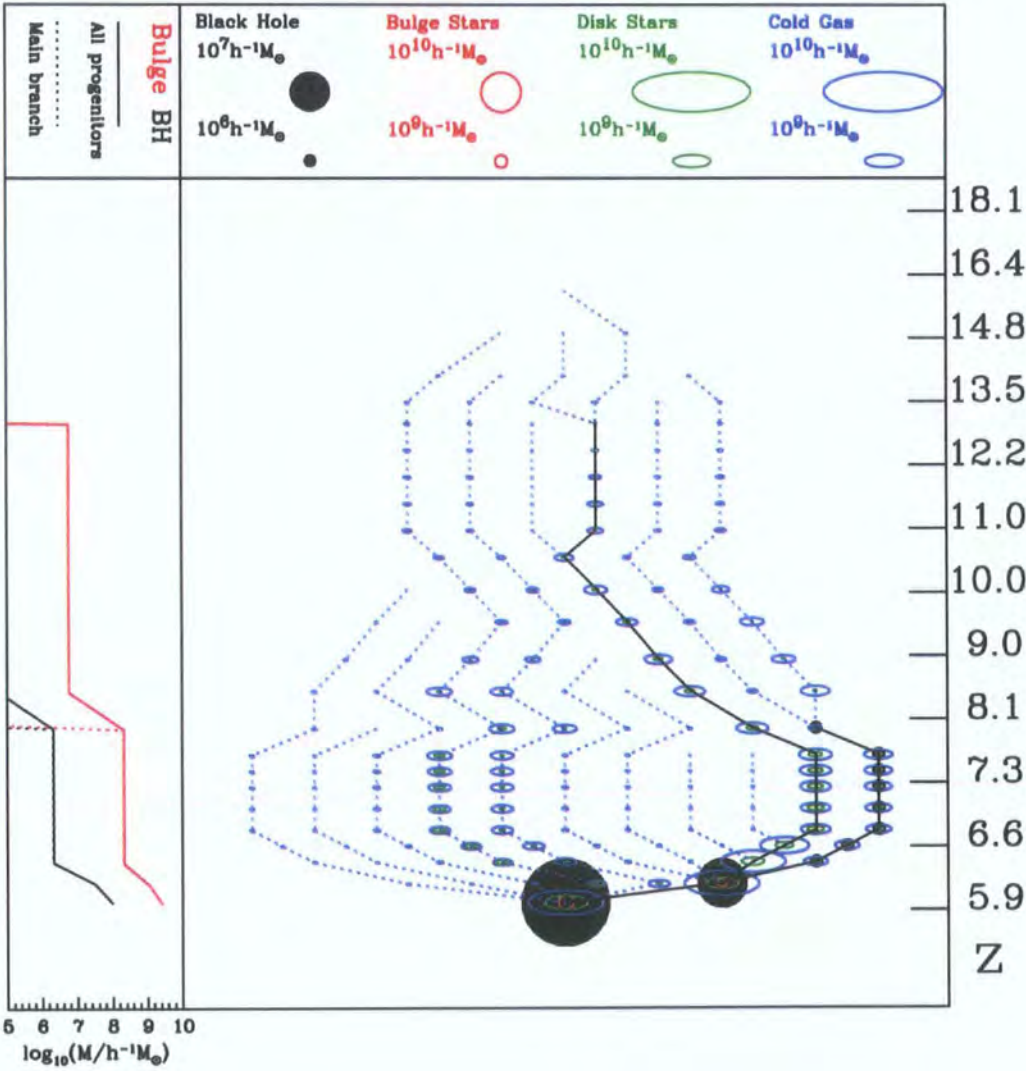 Black Hole
10⁷h⁻¹M⊙
10⁶h⁻¹M⊙
Bulge Stars
10¹⁰h⁻¹M⊙
10⁹h⁻¹M⊙
Disk Stars
10¹⁰h⁻¹M⊙
10⁹h⁻¹M⊙
Cold Gas
10¹⁰h⁻¹M⊙
10⁹h⁻¹M⊙
Bulge BH
All progenitors
Main branch
18.1
16.4
14.8
13.5
12.2
11.0
10.0
9.0
8.1
7.3
6.6
5.9
Z
5 6 7 8 9 10
log₁₀(M/h⁻¹M⊙)